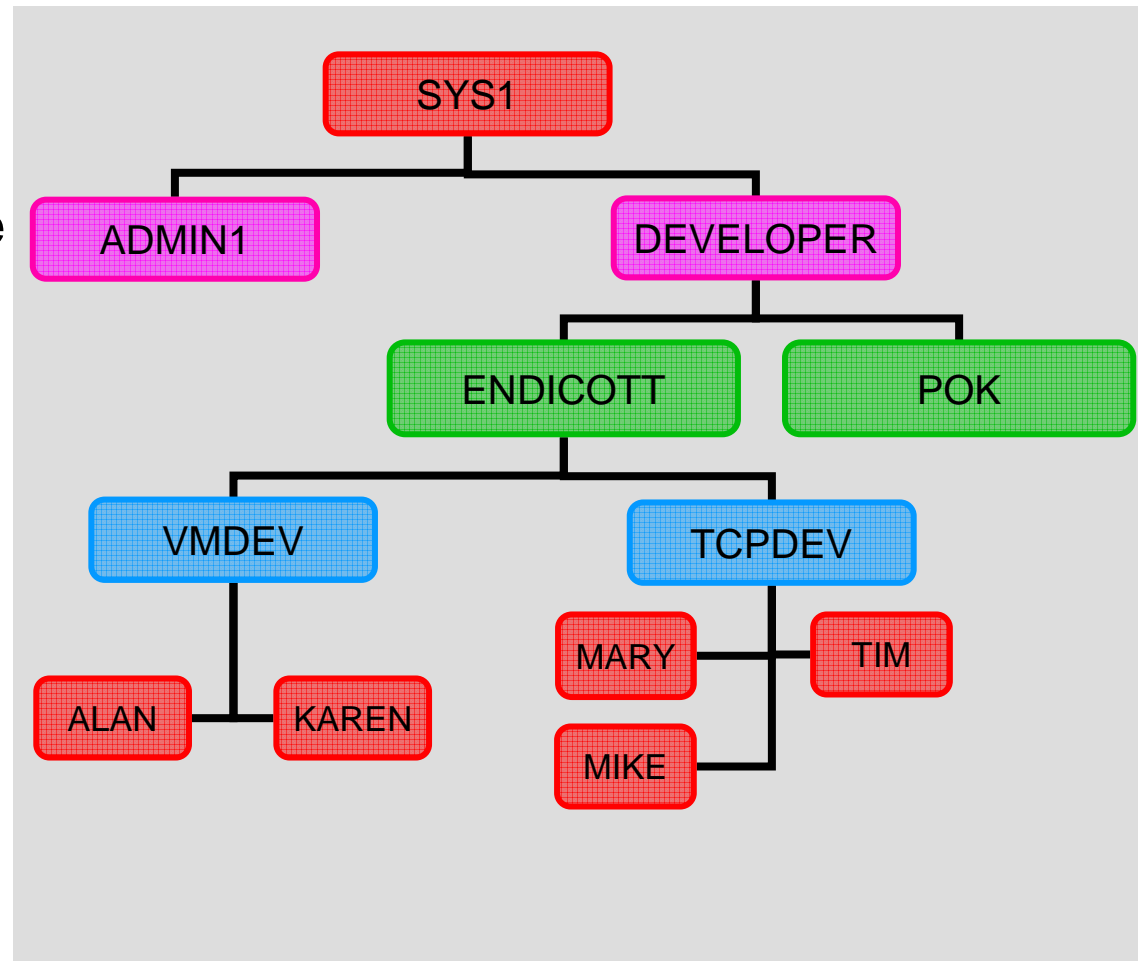 SYS1
e
ADMIN1
DEVELOPER
ENDICOTT
POK
VMDEV
TCPDEV
MARY
TIM
ALAN
KAREN
MIKE